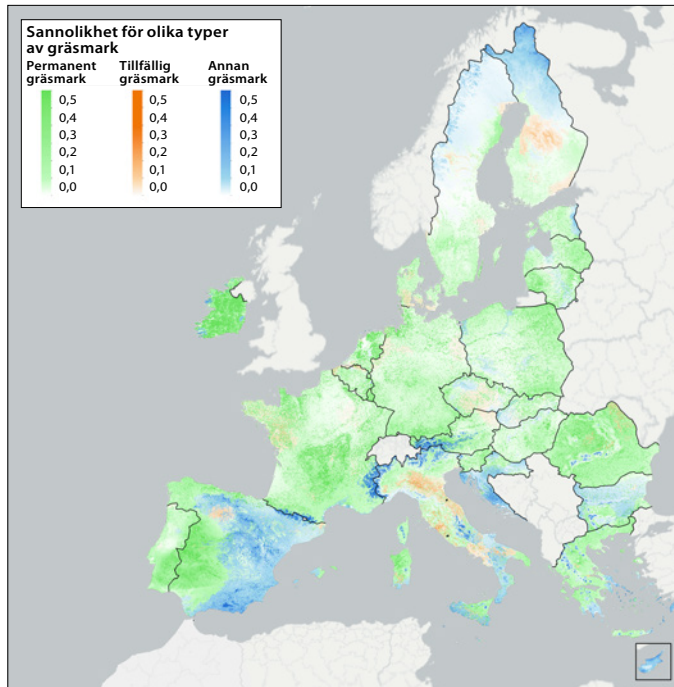 Sannolikhet för olika typer
av gräsmark
Permanent
gräsmark
0,5
0,4
0,3
0,2
0,1
0,0
Tillfällig
gräsmark
0,5
0,4
0,3
0,2
0,1
0,0
Annan
gräsmark
0,5
0,4
0,3
0,2
0,1
0,0